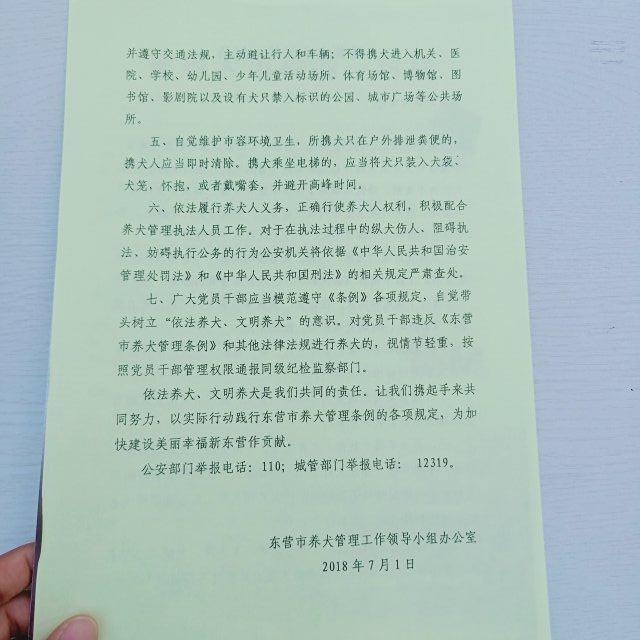 并遵守交通法规，主动避让行人和车辆；不得携犬进入机关、医
院、学校、幼儿园、少年儿童活动场所、体育场馆、博物馆、图
书馆、影剧院以及设有犬只禁入标识的公园、城市广场等公共场
所。
五、自觉维护市容环境卫生，所携犬只在户外排泄粪便的，
携犬人应当即时清除。携犬乘坐电梯的，应当将犬只装入犬袋、
犬笼，怀抱，或者戴嘴套，并避开高峰时间。
六、依法履行养犬人义务，正确行使养犬人权利，积极配合
养犬管理执法人员工作。对于在执法过程中的纵犬伤人、阻碍执
法、妨碍执行公务的行为公安机关将依据《中华人民共和国治安
管理处罚法》和《中华人民共和国刑法》的相关规定严肃查处。
七、广大党员干部应当模范遵守《条例》各项规定，自觉带
头树立“依法养犬、文明养犬”的意识。对党员干部违反《东营
市养犬管理条例》和其他法律法规进行养犬的，视情节轻重，按
照党员干部管理权限通报同级纪检监察部门。
依法养犬、文明养犬是我们共同的责任。让我们携起手来共
同努力，以实际行动践行东营市养犬管理条例的各项规定，为加
快建设美丽幸福新东营作贡献。
公安部门举报电话：110；城管部门举报电话： 12319。
东营市养犬管理工作领导小组办公室
2018 年 7 月 1 日